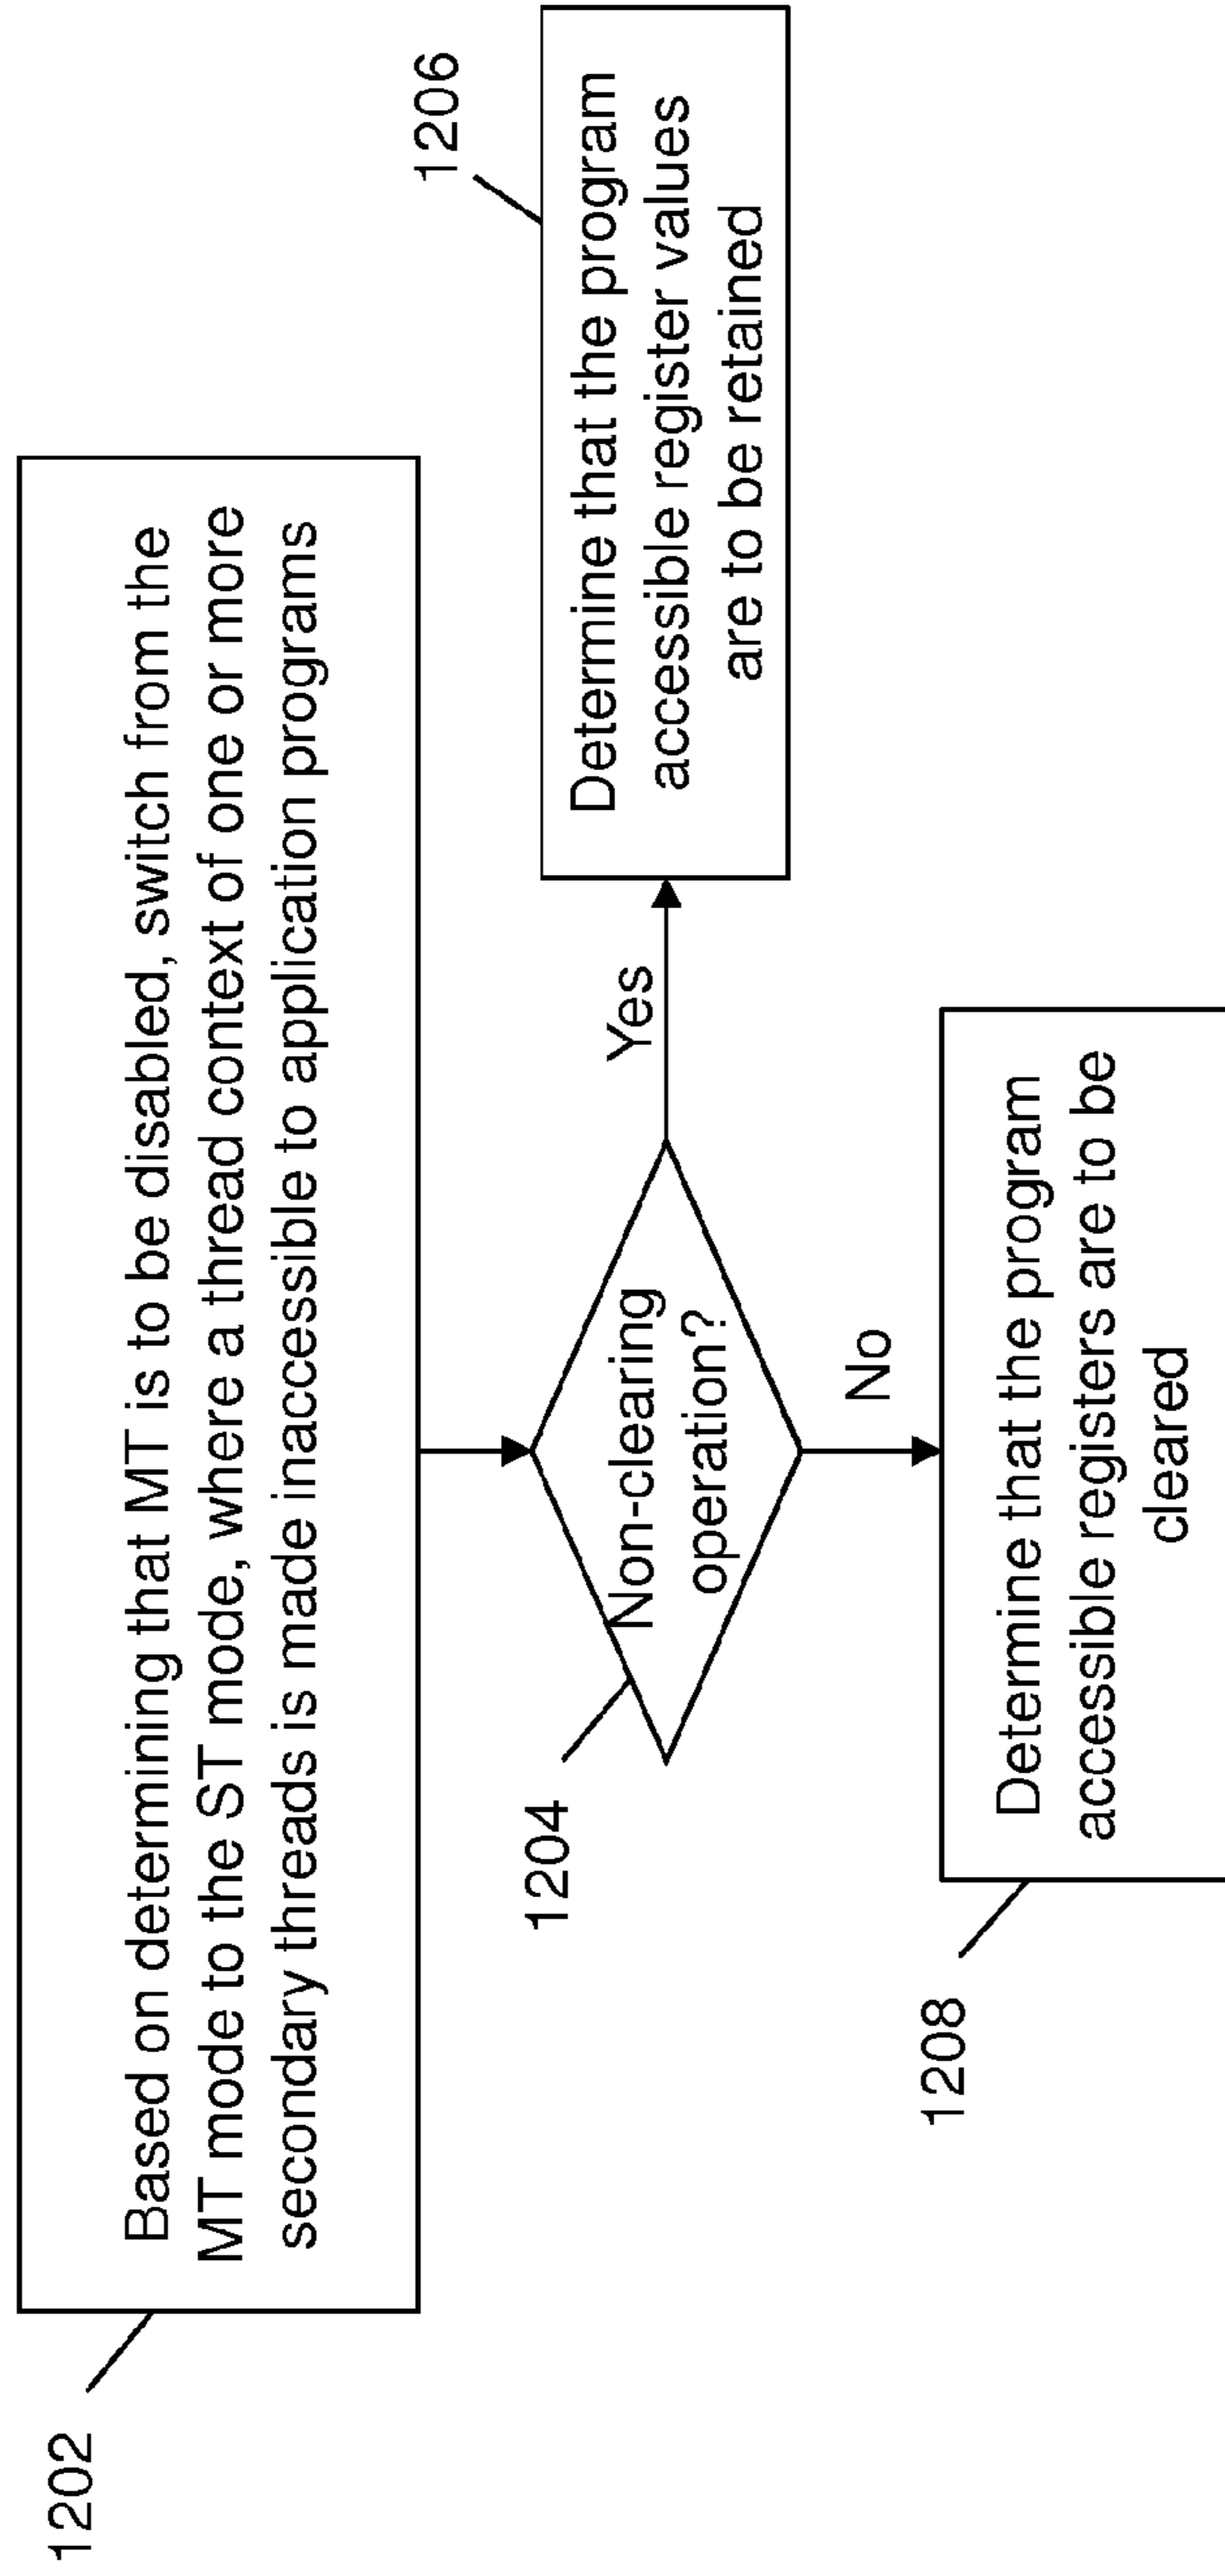 1202
Based on determining that MT is to be disabled, switch from the
MT mode to the ST mode, where a thread context of one or more
secondary threads is made inaccessible to application programs
1204
Non-clearing
operation?
Yes
1206
Determine that the program
accessible register values
are to be retained
No
1208
Determine that the program
accessible registers are to be
cleared